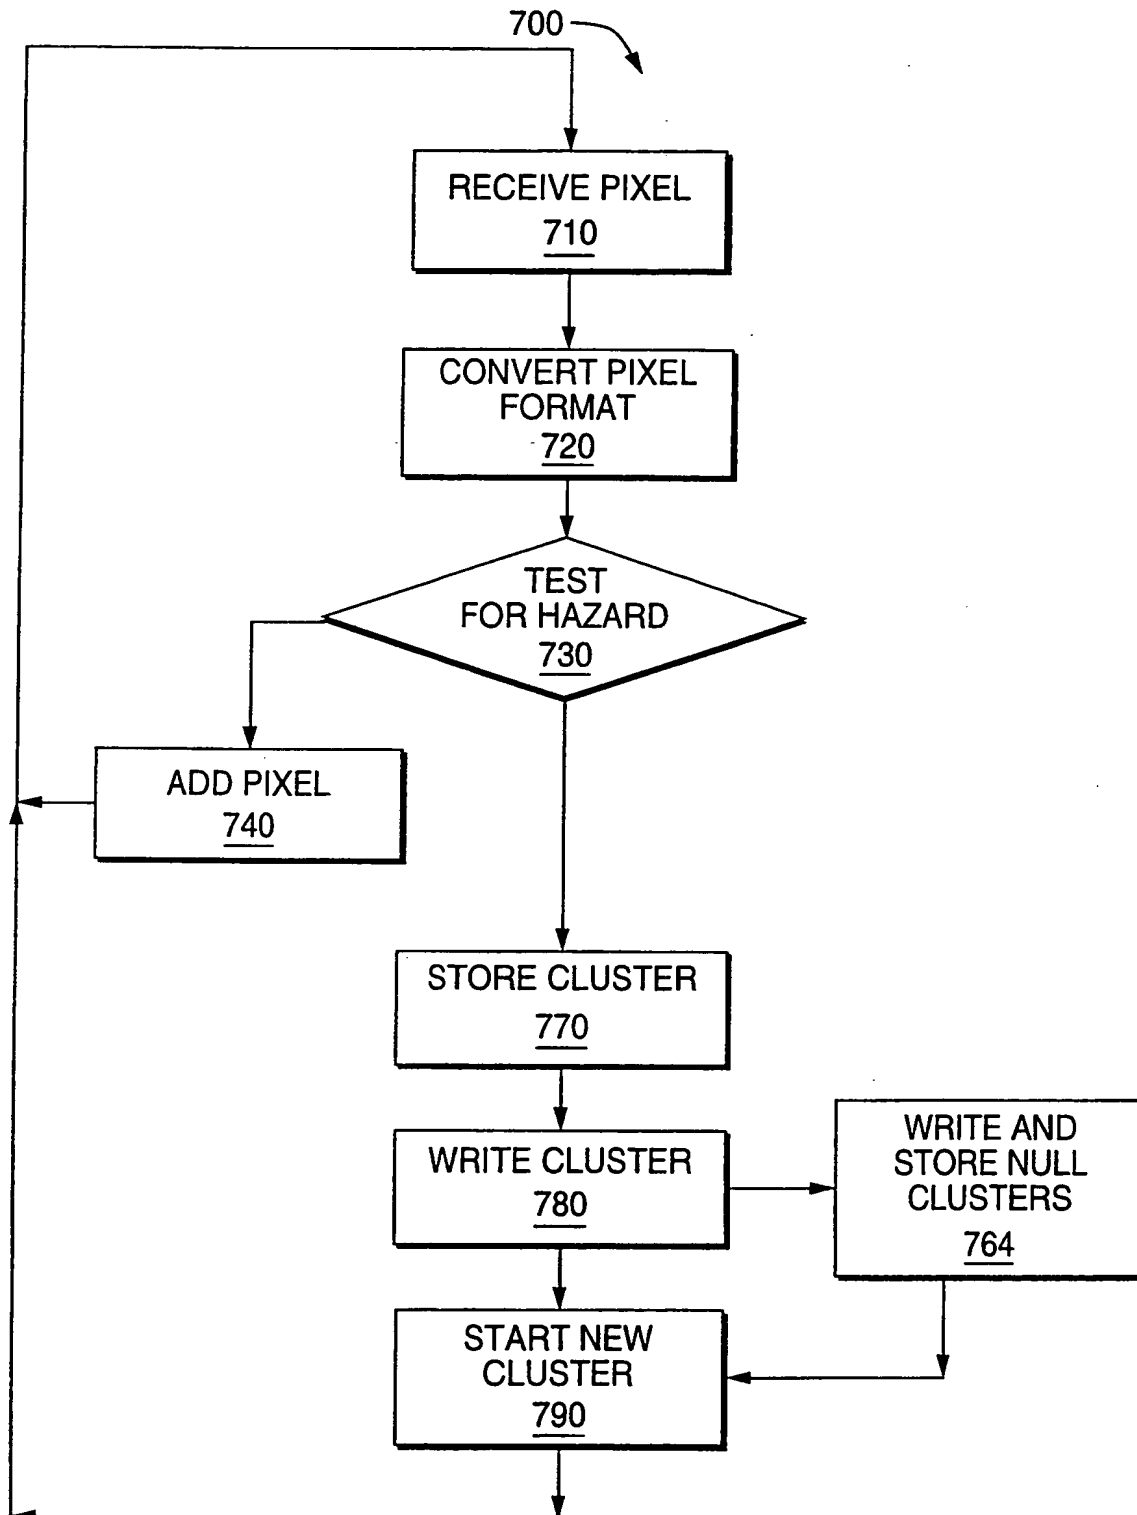 700
RECEIVE PIXEL
710
CONVERT PIXEL
FORMAT
720
TEST
FOR HAZARD
730
ADD PIXEL
740
STORE CLUSTER
770
WRITE CLUSTER
780
WRITE AND
STORE NULL
CLUSTERS
764
START NEW
CLUSTER
790